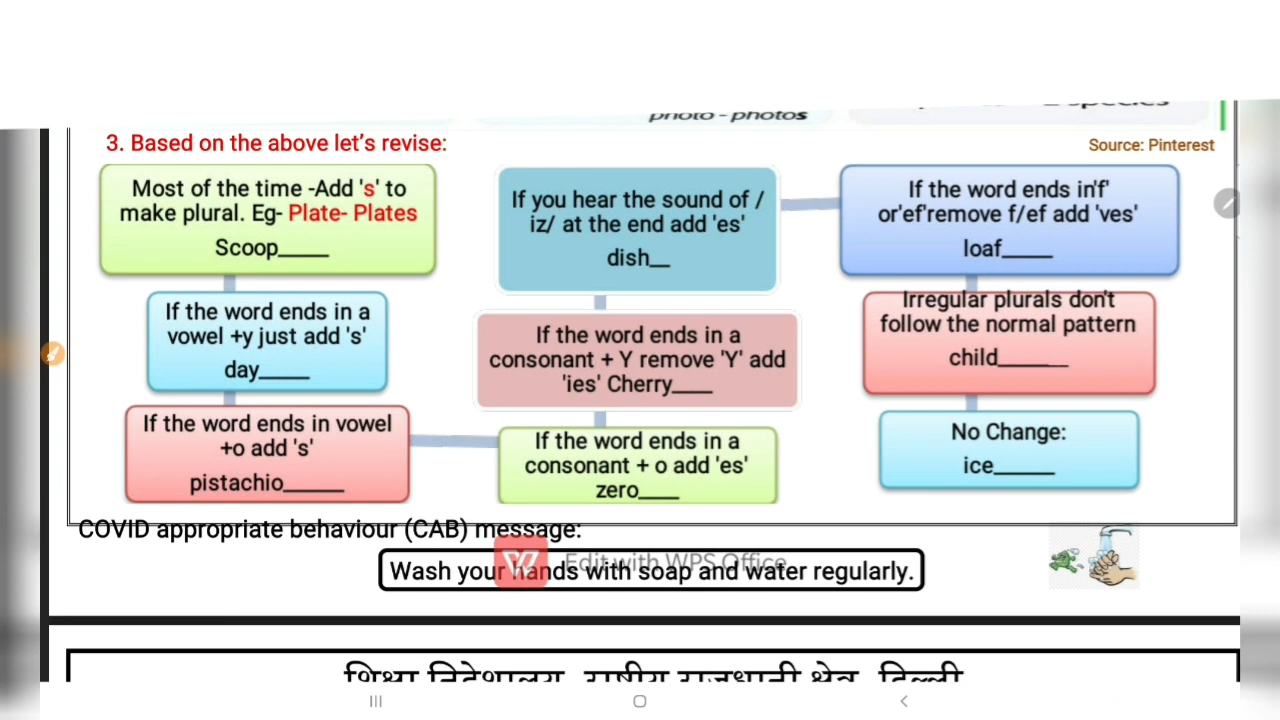 photo - photos
species
3. Based on the above let's revise:
Source: Pinterest
Most of the time -Add 's' to
make plural. Eg- Plate- Plates
Scoop_____
If the word ends in a
vowel +y just add 's'
day_____
If the word ends in vowel
+o add 's'
pistachio______
If you hear the sound of /
iz/ at the end add 'es'
dish__
If the word ends in a
consonant + Y remove 'Y' add
'ies' Cherry____
If the word ends in a
consonant + o add 'es'
zero____
If the word ends in'f'
or'ef'remove f/ef add 'ves'
loaf_____
Irregular plurals don't
follow the normal pattern
child_______
No Change:
ice______
COVID appropriate behaviour (CAB) message:
Edit with WPS Office
Wash your hands with soap and water regularly.
शिक्षा निदेशालय, राष्ट्रीय राजधानी क्षेत्र, दिल्ली